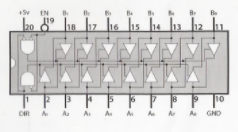 +5v EN B₁ B₂ B₃ B₄ B₅ B₆ B₇ B₈
20 19 18 17 16 15 14 13 12 11
1 2 3 4 5 6 7 8 9 10
DIR A₁ A₂ A₃ A₄ A₅ A₆ A₇ A₈ GND